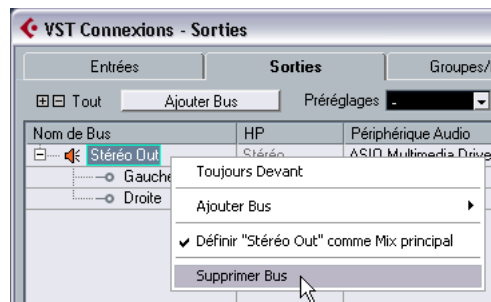 VST Connexions - Sorties
Entrées Sorties Groupes/
Tout Ajouter Bus Préréglages -
Nom de Bus HP Périphérique Audio
Stéréo Out Stéréo ASIO Multimedia Drive
Gauche
Droite
Toujours Devant
Ajouter Bus
Définir "Stéréo Out" comme Mix principal
Supprimer Bus